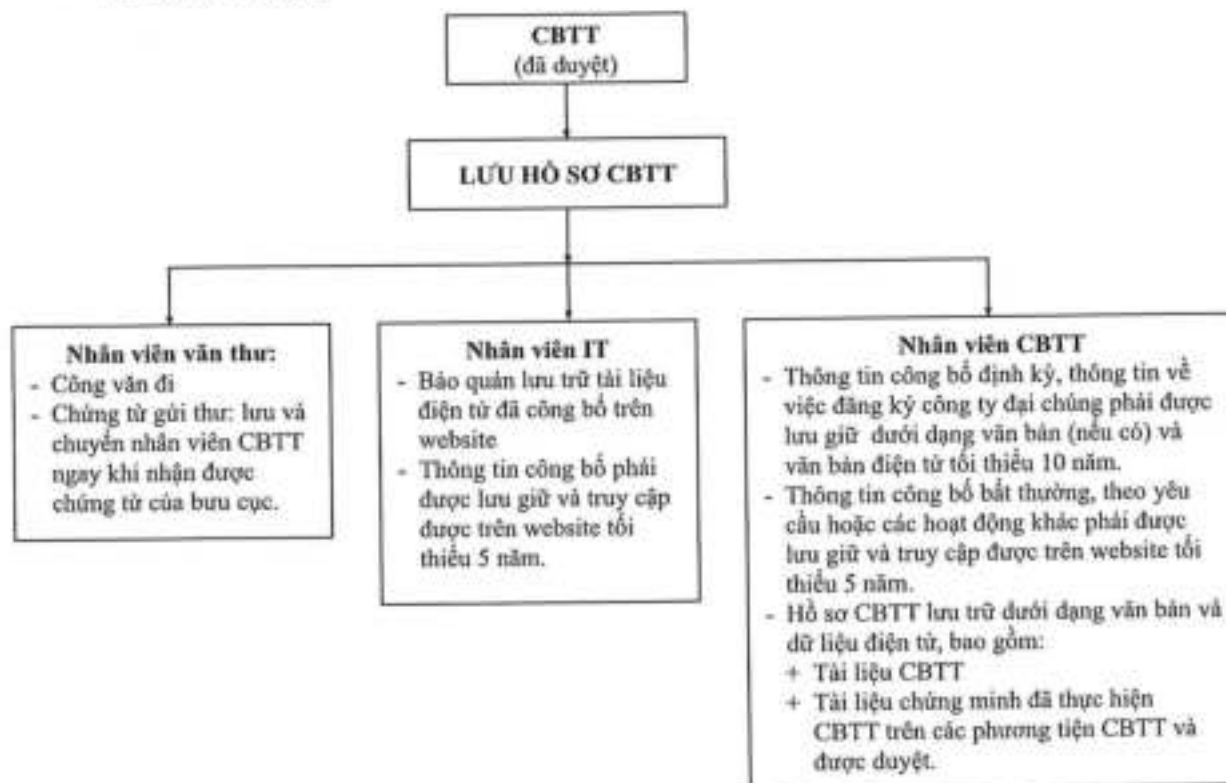 CBTT
(đã duyệt)
LƯU HỒ SƠ CBTT
Nhân viên văn thư:
- Công văn đi
- Chứng từ gửi thư: lưu và
chuyển nhân viên CBTT
ngay khi nhận được
chứng từ của bưu cục.
Nhân viên IT
- Bảo quản lưu trữ tài liệu
điện tử đã công bố trên
website
- Thông tin công bố phải
được lưu giữ và truy cập
được trên website tối
thiểu 5 năm.
Nhân viên CBTT
- Thông tin công bố định kỳ, thông tin về
việc đăng ký công ty đại chúng phải được
lưu giữ dưới dạng văn bản (nếu có) và
văn bản điện tử tối thiểu 10 năm.
- Thông tin công bố bất thường, theo yêu
cầu hoặc các hoạt động khác phải được
lưu giữ và truy cập được trên website tối
thiểu 5 năm.
- Hồ sơ CBTT lưu trữ dưới dạng văn bản và
dữ liệu điện tử, bao gồm:
+ Tài liệu CBTT
+ Tài liệu chứng minh đã thực hiện
CBTT trên các phương tiện CBTT và
được duyệt.